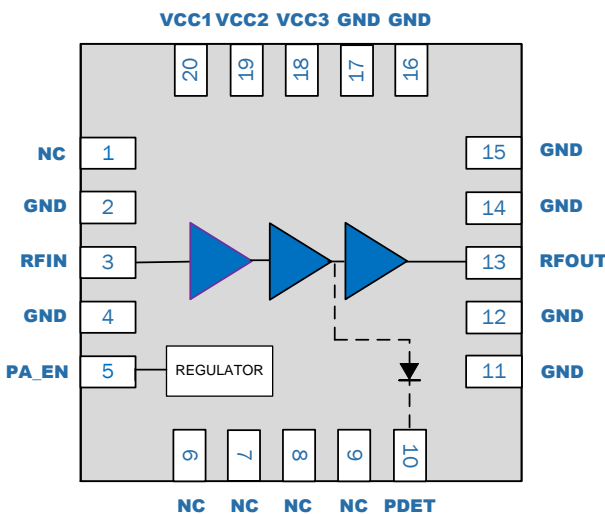 VCC1 VCC2 VCC3 GND GND
20 19 18 17 16
NC 1 15 GND
GND 2 14 GND
RFIN 3 13 RFOUT
GND 4 12 GND
PA_EN 5 REGULATOR 11 GND
6 7 8 9 10
NC NC NC NC PDET